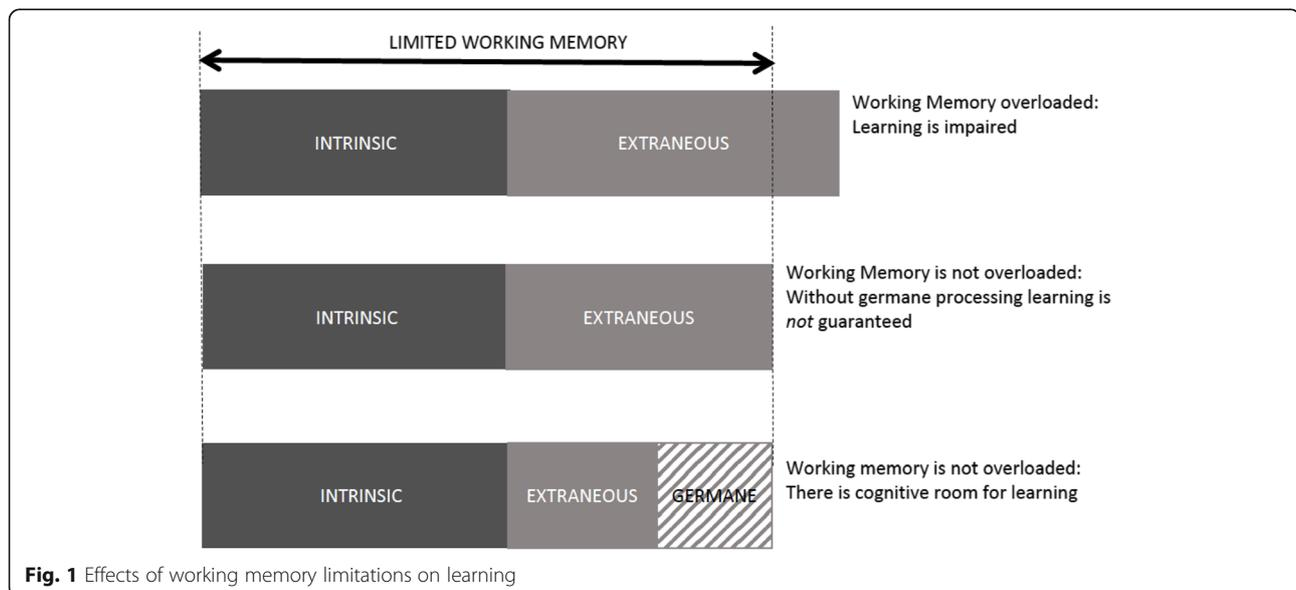 LIMITED WORKING MEMORY
INTRINSIC
EXTRANEOUS
Working Memory overloaded:
Learning is impaired
INTRINSIC
EXTRANEOUS
Working Memory is not overloaded:
Without germane processing learning is
not guaranteed
INTRINSIC
EXTRANEOUS
GERMANE
Working memory is not overloaded:
There is cognitive room for learning
Fig. 1 Effects of working memory limitations on learning